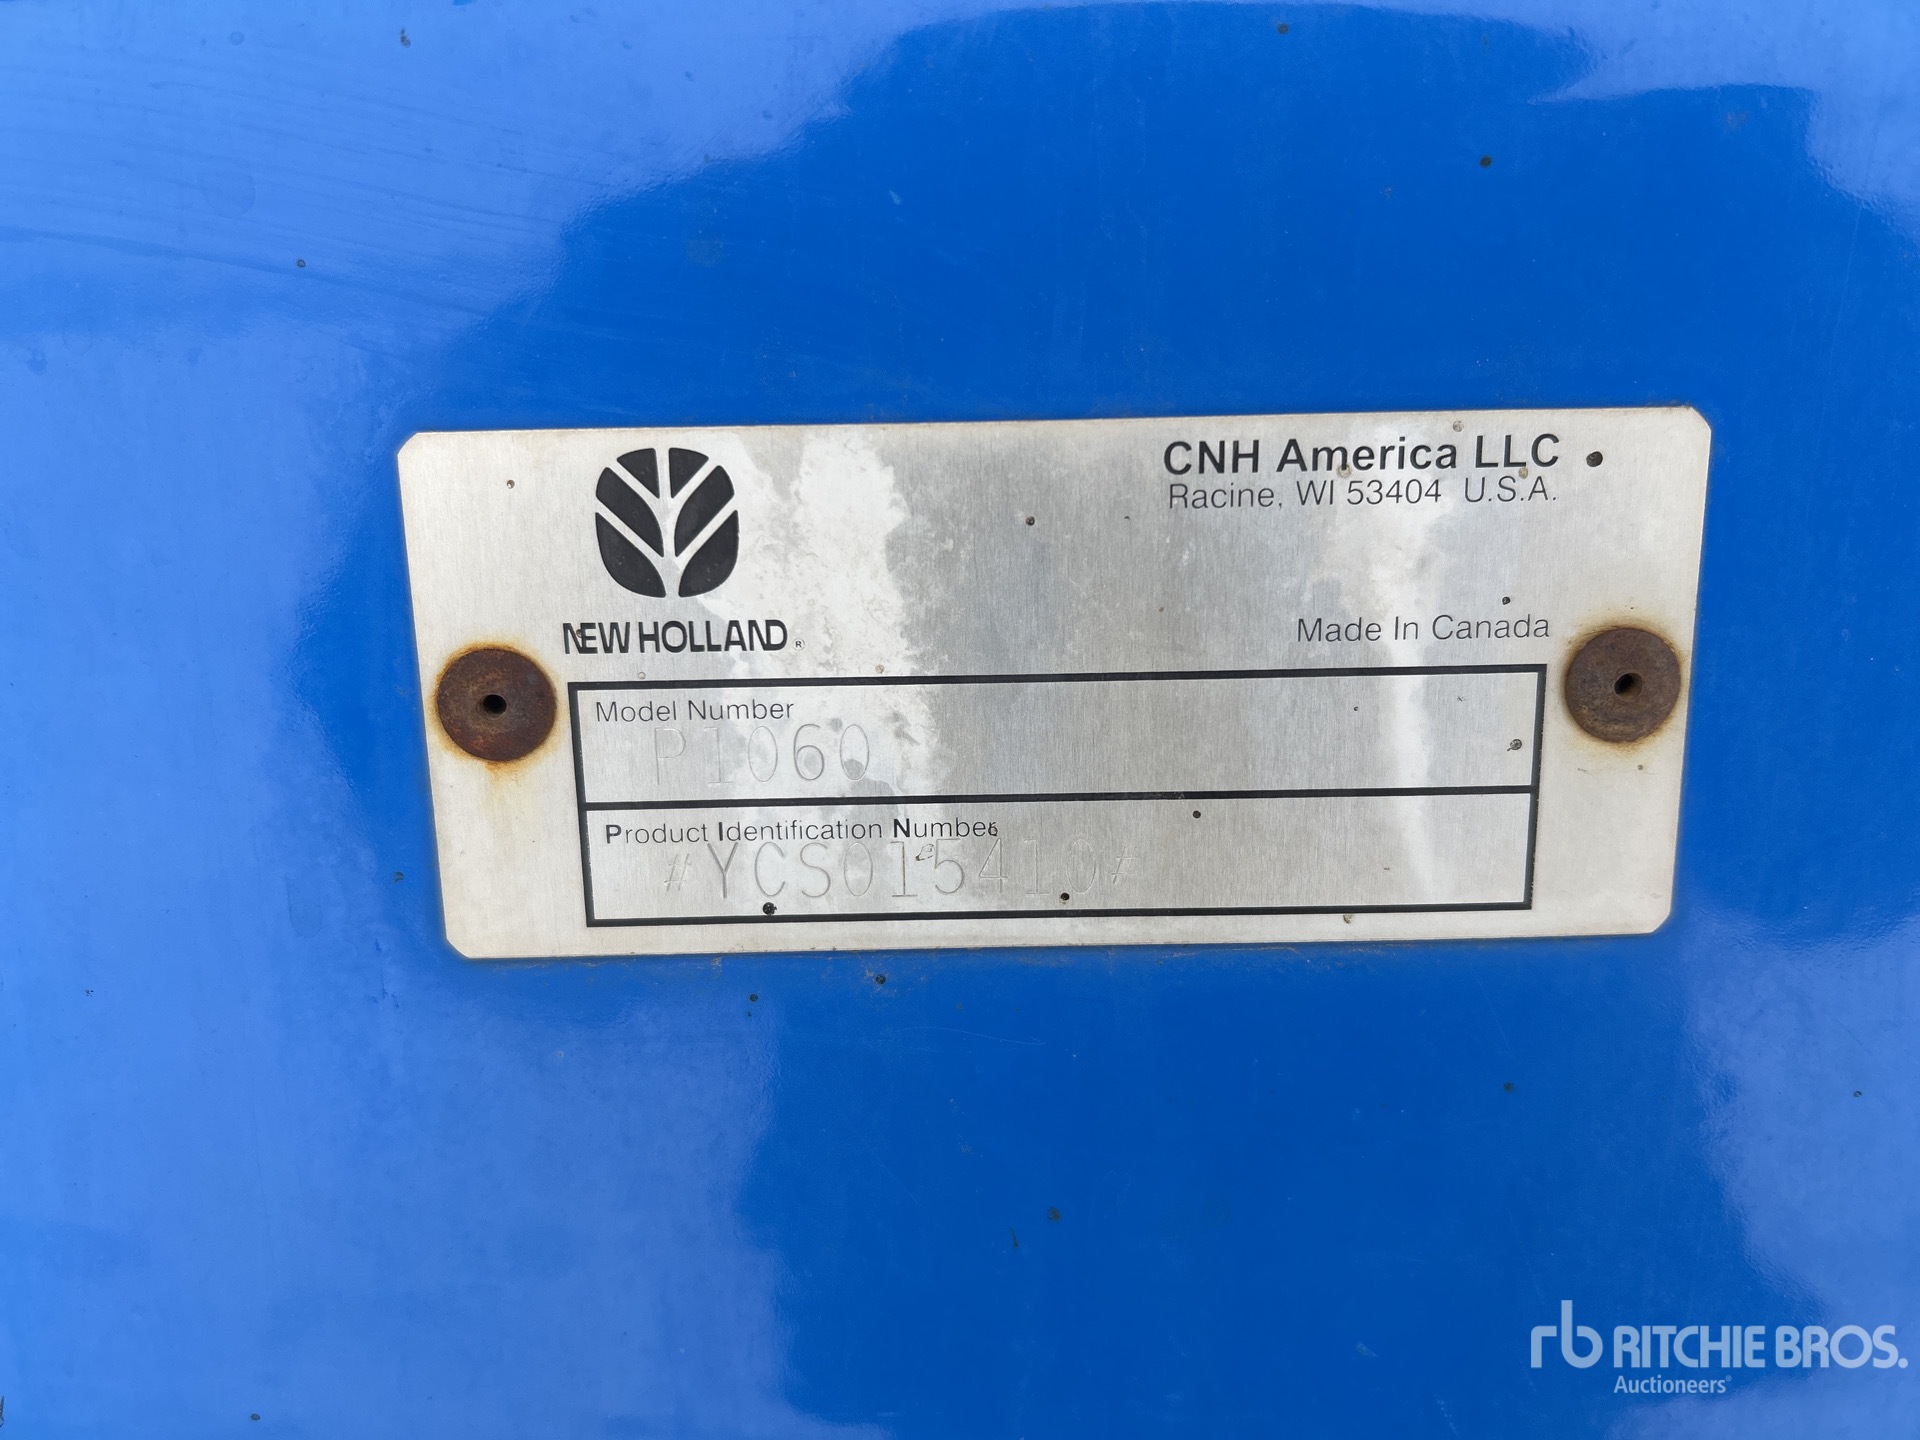 CNH America LLC
Racine, WI 53404 U.S.A.
NEW HOLLAND®
Made In Canada
Model Number
P1060
Product Identification Number
#YCS015410#
rb RITCHIE BROS.
Auctioneers®